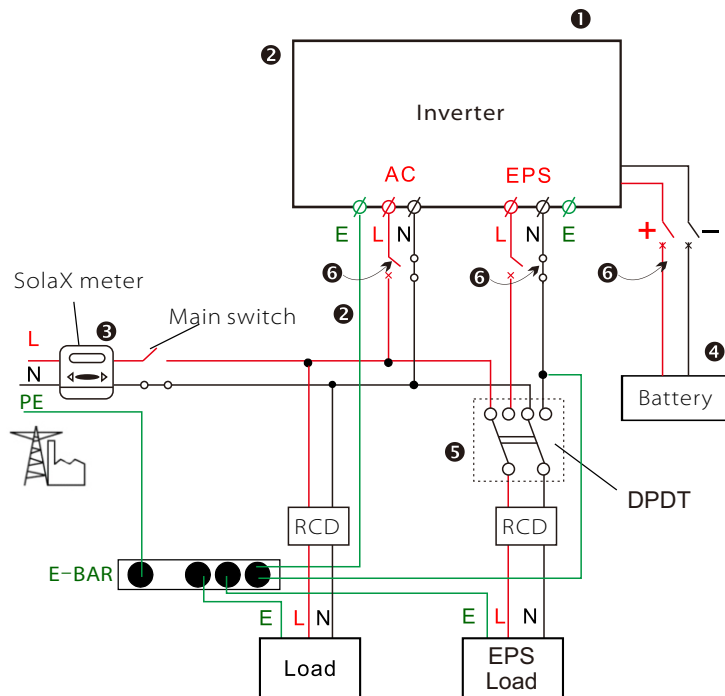 ❶
❷
Inverter
AC EPS
E L N L N E
+ −
❻ ❻ ❻
SolaX meter
❸ Main switch ❷
L
N
PE
❹
Battery
❺
DPDT
RCD RCD
E-BAR
E L N E L N
Load
EPS
Load